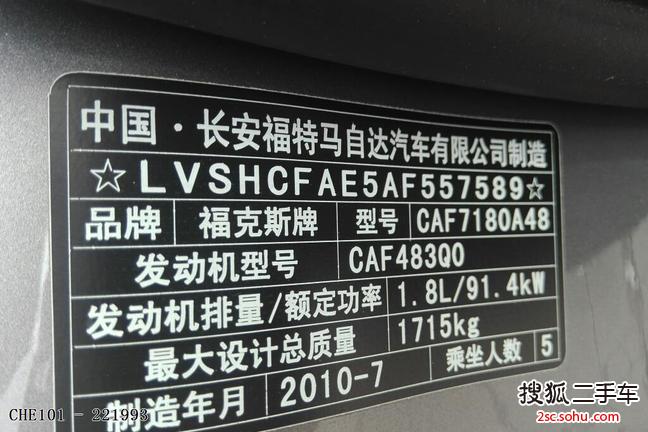 中国·长安福特马自达汽车有限公司制造
☆LVSHCFAE5AF557589☆
品牌 福克斯牌 型号 CAF7180A48
发动机型号 CAF483Q0
发动机排量/额定功率 1.8L/91.4kW
最大设计总质量 1715kg
制造年月 2010-7 乘坐人数 5
CHE101 - 221993
搜狐二手车
2sc.sohu.com